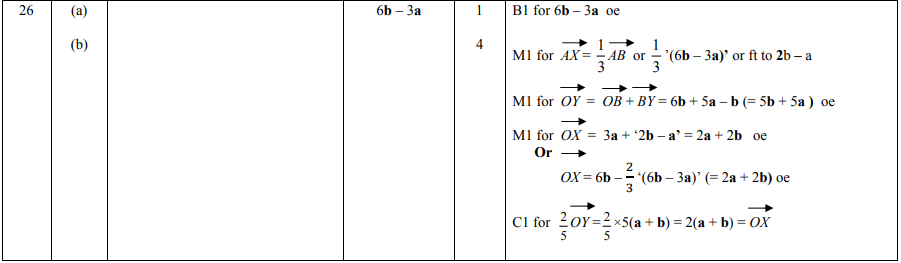 26 (a) 6b – 3a 1 B1 for 6b – 3a oe
(b) 4 M1 for AX⃗ = 1/3 AB⃗ or 1/3 '(6b – 3a)' or ft to 2b – a
M1 for OY⃗ = OB⃗ + BY⃗ = 6b + 5a – b (= 5b + 5a ) oe
M1 for OX⃗ = 3a + '2b – a' = 2a + 2b oe
Or
OX⃗ = 6b – 2/3 '(6b – 3a)' (= 2a + 2b) oe
C1 for 2/5 OY⃗ = 2/5 × 5(a + b) = 2(a + b) = OX⃗